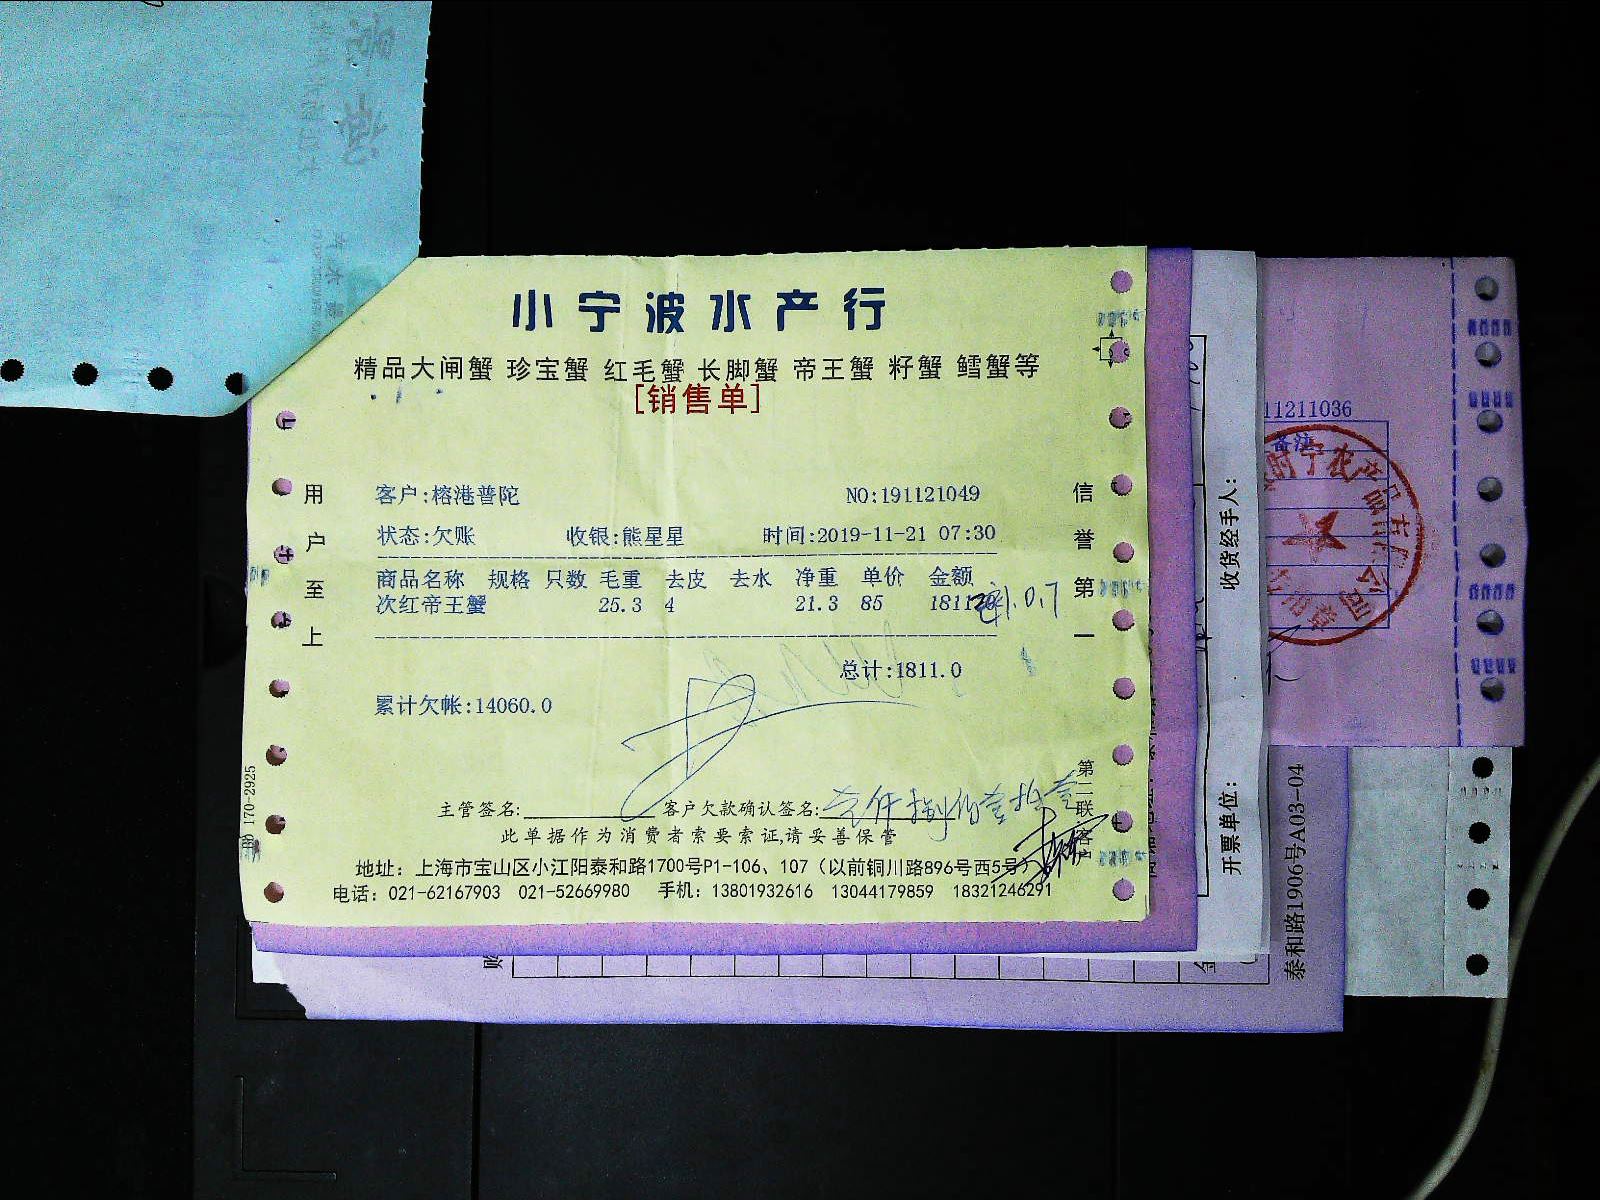 小宁波水产行
精品大闸蟹 珍宝蟹 红毛蟹 长脚蟹 帝王蟹 籽蟹 鳕蟹等
[销售单]
用户至上
信誉第一
客户:榕港普陀 NO:191121049
状态:欠账 收银:熊星星 时间:2019-11-21 07:30
商品名称 规格 只数 毛重 去皮 去水 净重 单价 金额
次红帝王蟹 25.3 4 21.3 85
总计:1811.0
累计欠帐:14060.0
主管签名: 客户欠款确认签名:壹仟捌佰壹拾壹
此单据作为消费者索要索证,请妥善保管
地址：上海市宝山区小江阳泰和路1700号P1-106、107（以前铜川路896号西5号）
电话：021-62167903 021-52669980 手机：13801932616 13044179859 18321246291
第二联:客户
170-2925
11211036
备注
收货经手人:
开票单位:
泰和路1906号A03-04